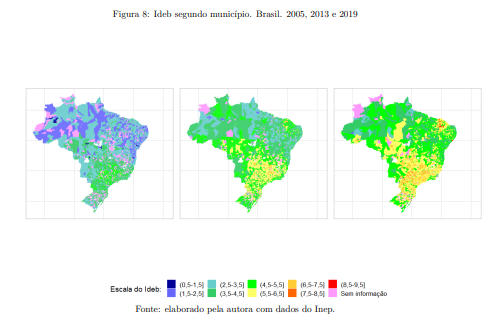 Figura 8: Ideb segundo município. Brasil. 2005, 2013 e 2019
Escala do Ideb:
(0,5-1,5] (2,5-3,5] (4,5-5,5] (6,5-7,5] (8,5-9,5]
(1,5-2,5] (3,5-4,5] (5,5-6,5] (7,5-8,5] Sem informação
Fonte: elaborado pela autora com dados do Inep.